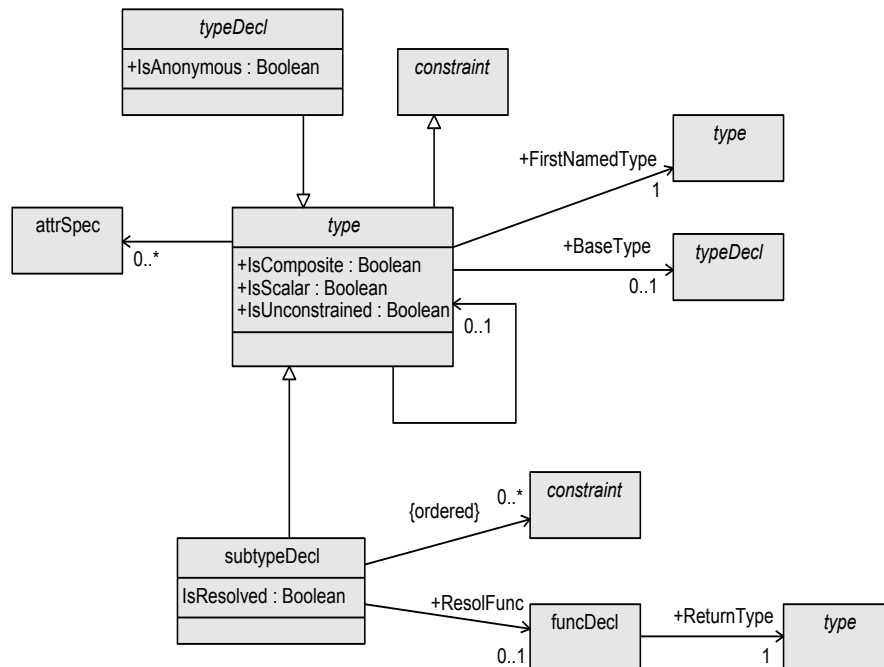 typeDecl
+IsAnonymous : Boolean
constraint
type
+FirstNamedType
1
attrSpec
0..*
type
+IsComposite : Boolean
+IsScalar : Boolean
+IsUnconstrained : Boolean
+BaseType
0..1
typeDecl
0..1
constraint
0..*
{ordered}
subtypeDecl
IsResolved : Boolean
+ResolFunc
0..1
funcDecl
+ReturnType
1
type